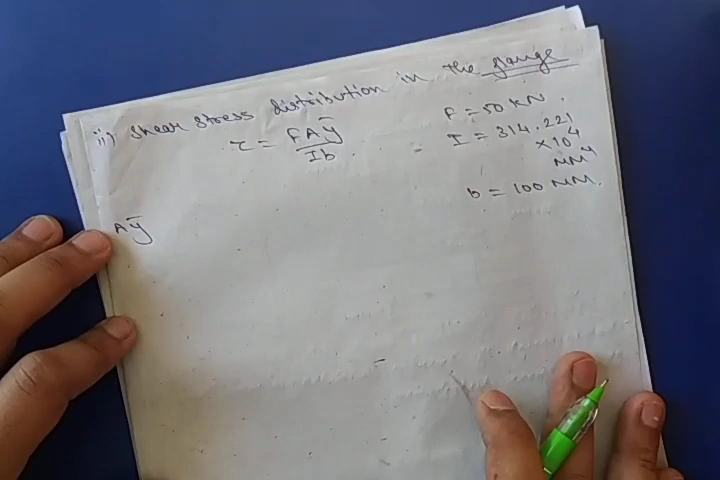 ii) Shear stress distribution in the flange
τ = FAȳ / Ib
F = 50 KN.
= I = 314.221 × 10⁴ MM⁴
b = 100 MM.
Aȳ